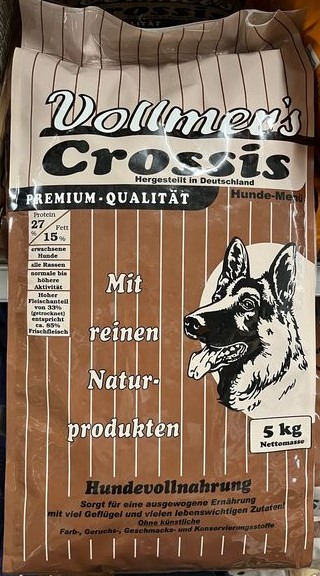 Vollmer's
Crossis
Hergestellt in Deutschland
PREMIUM-QUALITÄT
Hunde-Menü
Protein
27 %
Fett
15 %
erwachsene
Hunde
alle Rassen
normale bis
höhere
Aktivität
Hoher
Fleischanteil
von 33%
(getrocknet)
entspricht
ca. 85%
Frischfleisch
Mit
reinen
Natur-
produkten
5 kg
Nettomasse
Hundevollnahrung
Sorgt für eine ausgewogene Ernährung
mit viel Geflügel und vielen lebenswichtigen Zutaten!
Ohne künstliche
Farb-, Geruchs-, Geschmacks- und Konservierungsstoffe